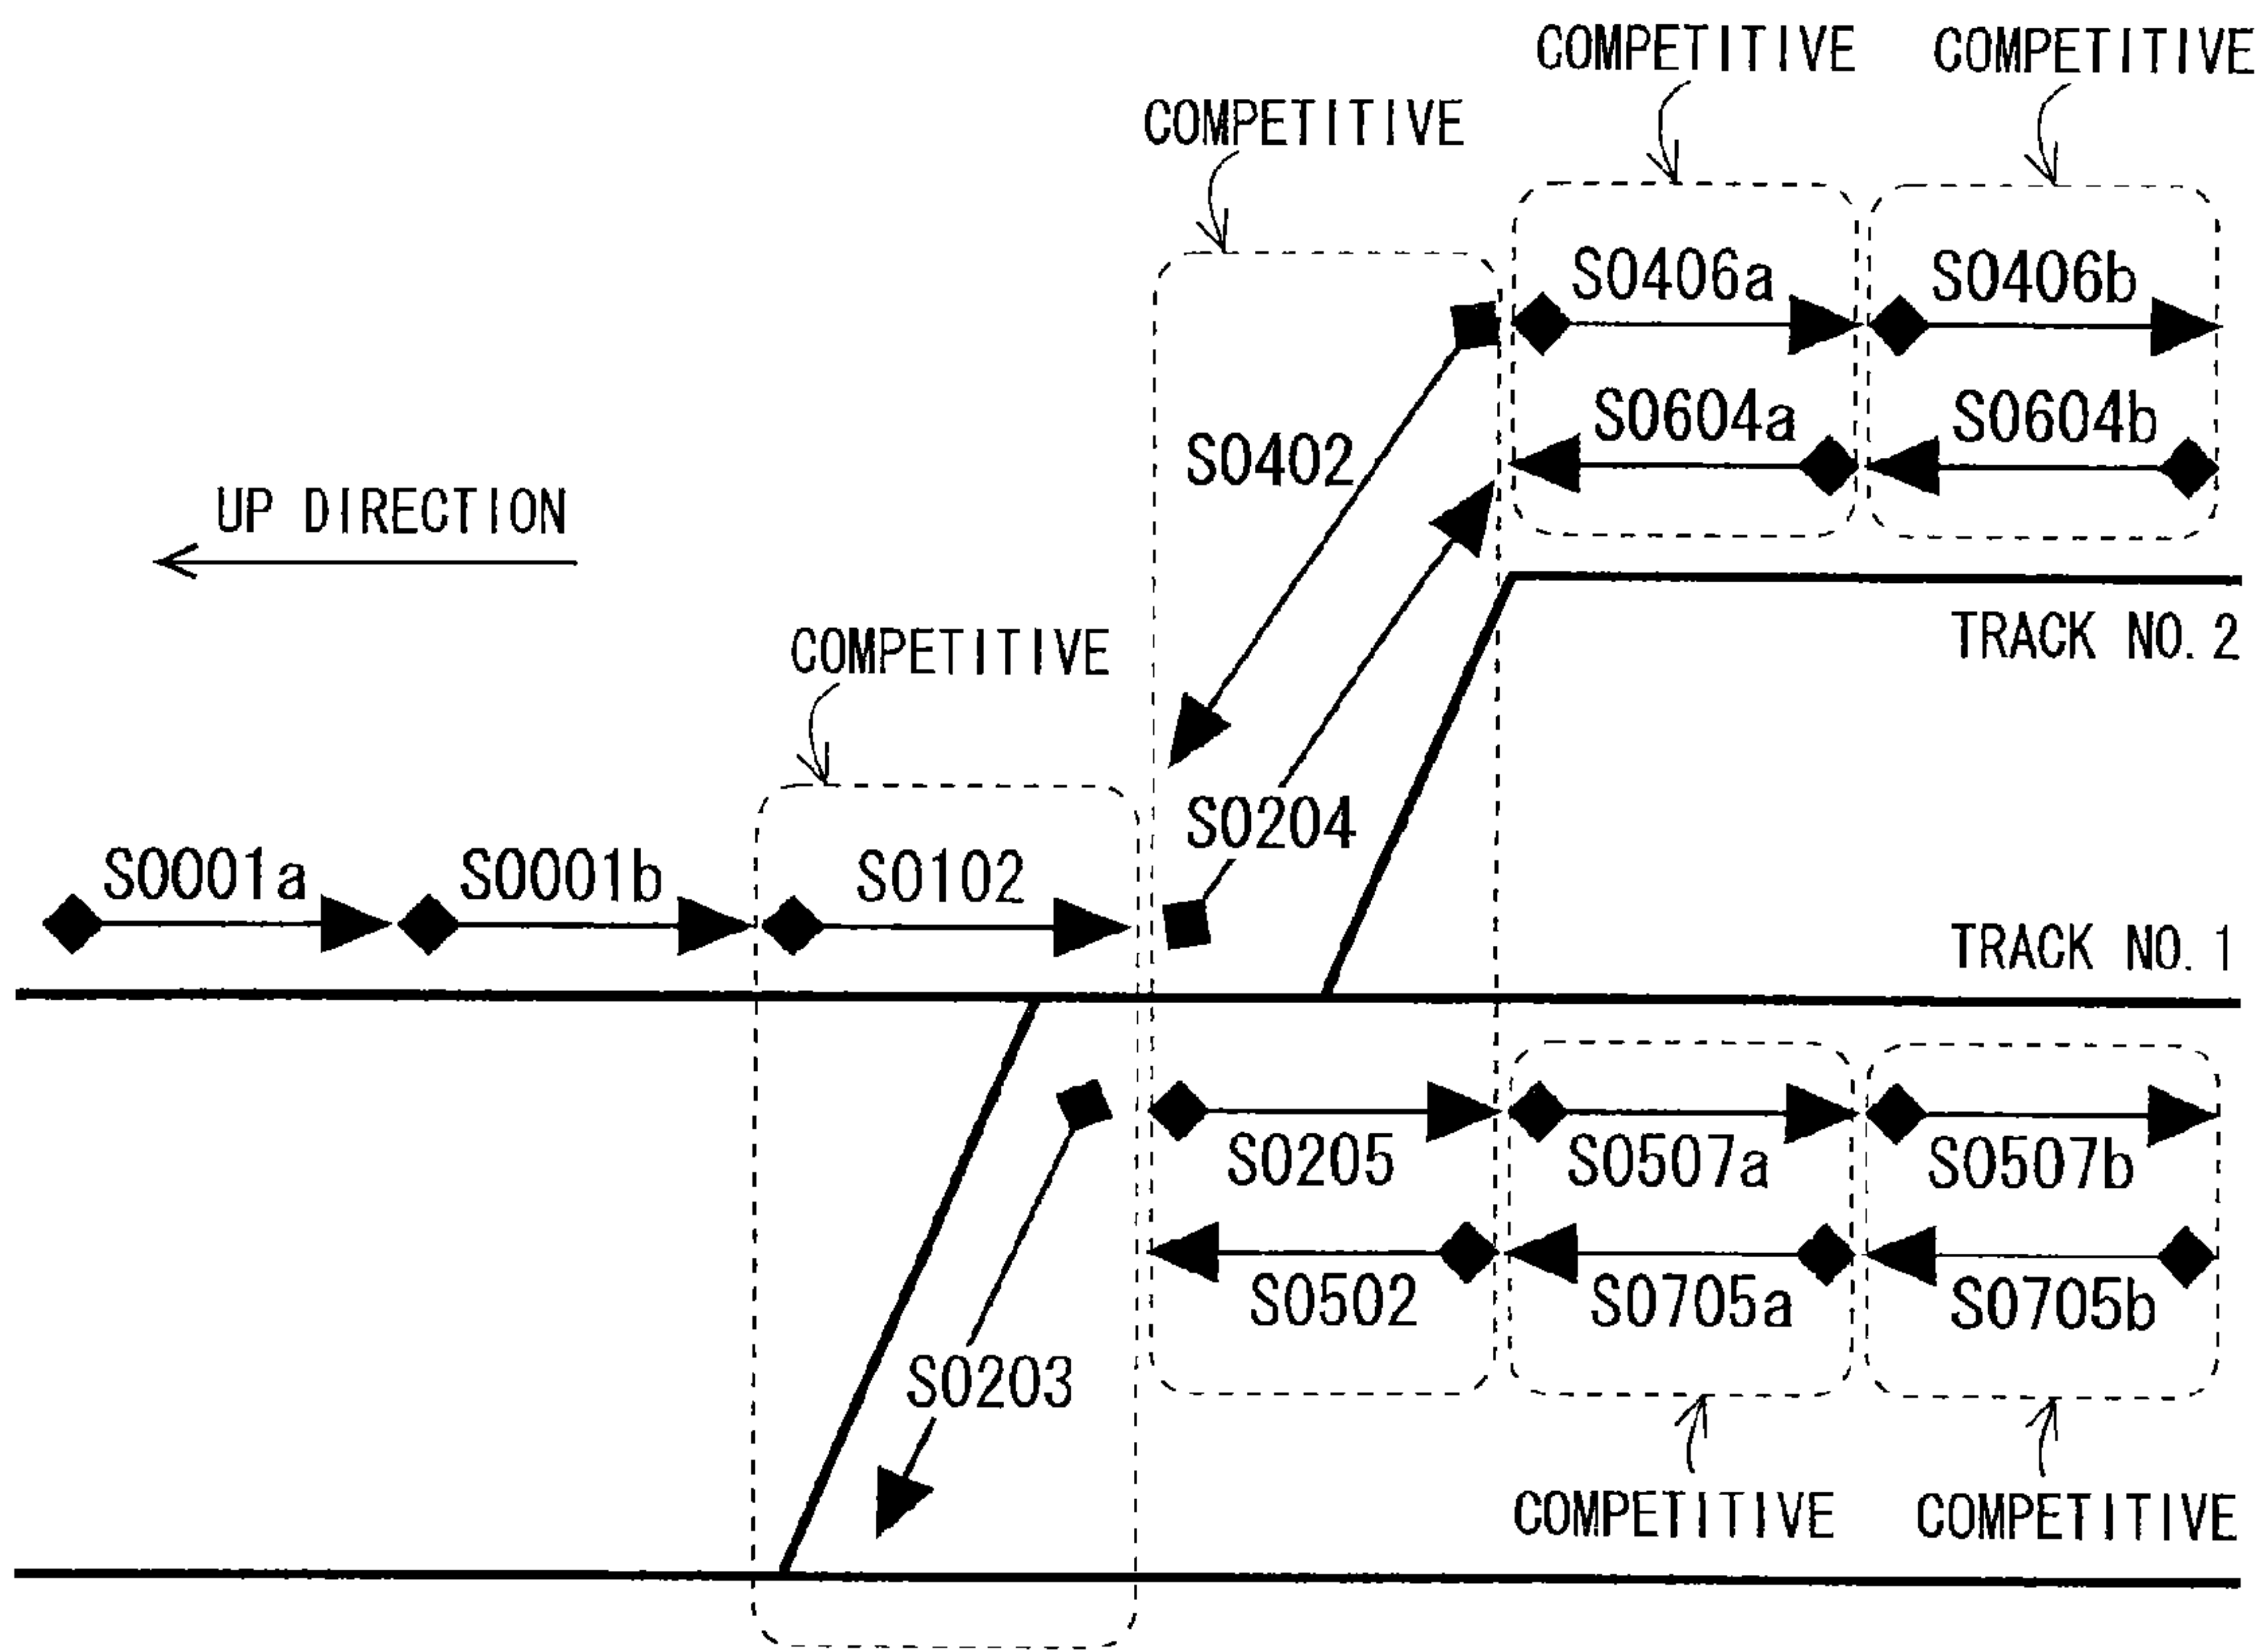 COMPETITIVE
COMPETITIVE
COMPETITIVE
S0406a
S0406b
S0604a
S0604b
S0402
UP DIRECTION
TRACK NO. 2
COMPETITIVE
S0204
S0001a
S0001b
S0102
TRACK NO. 1
S0205
S0507a
S0507b
S0502
S0705a
S0705b
S0203
COMPETITIVE
COMPETITIVE